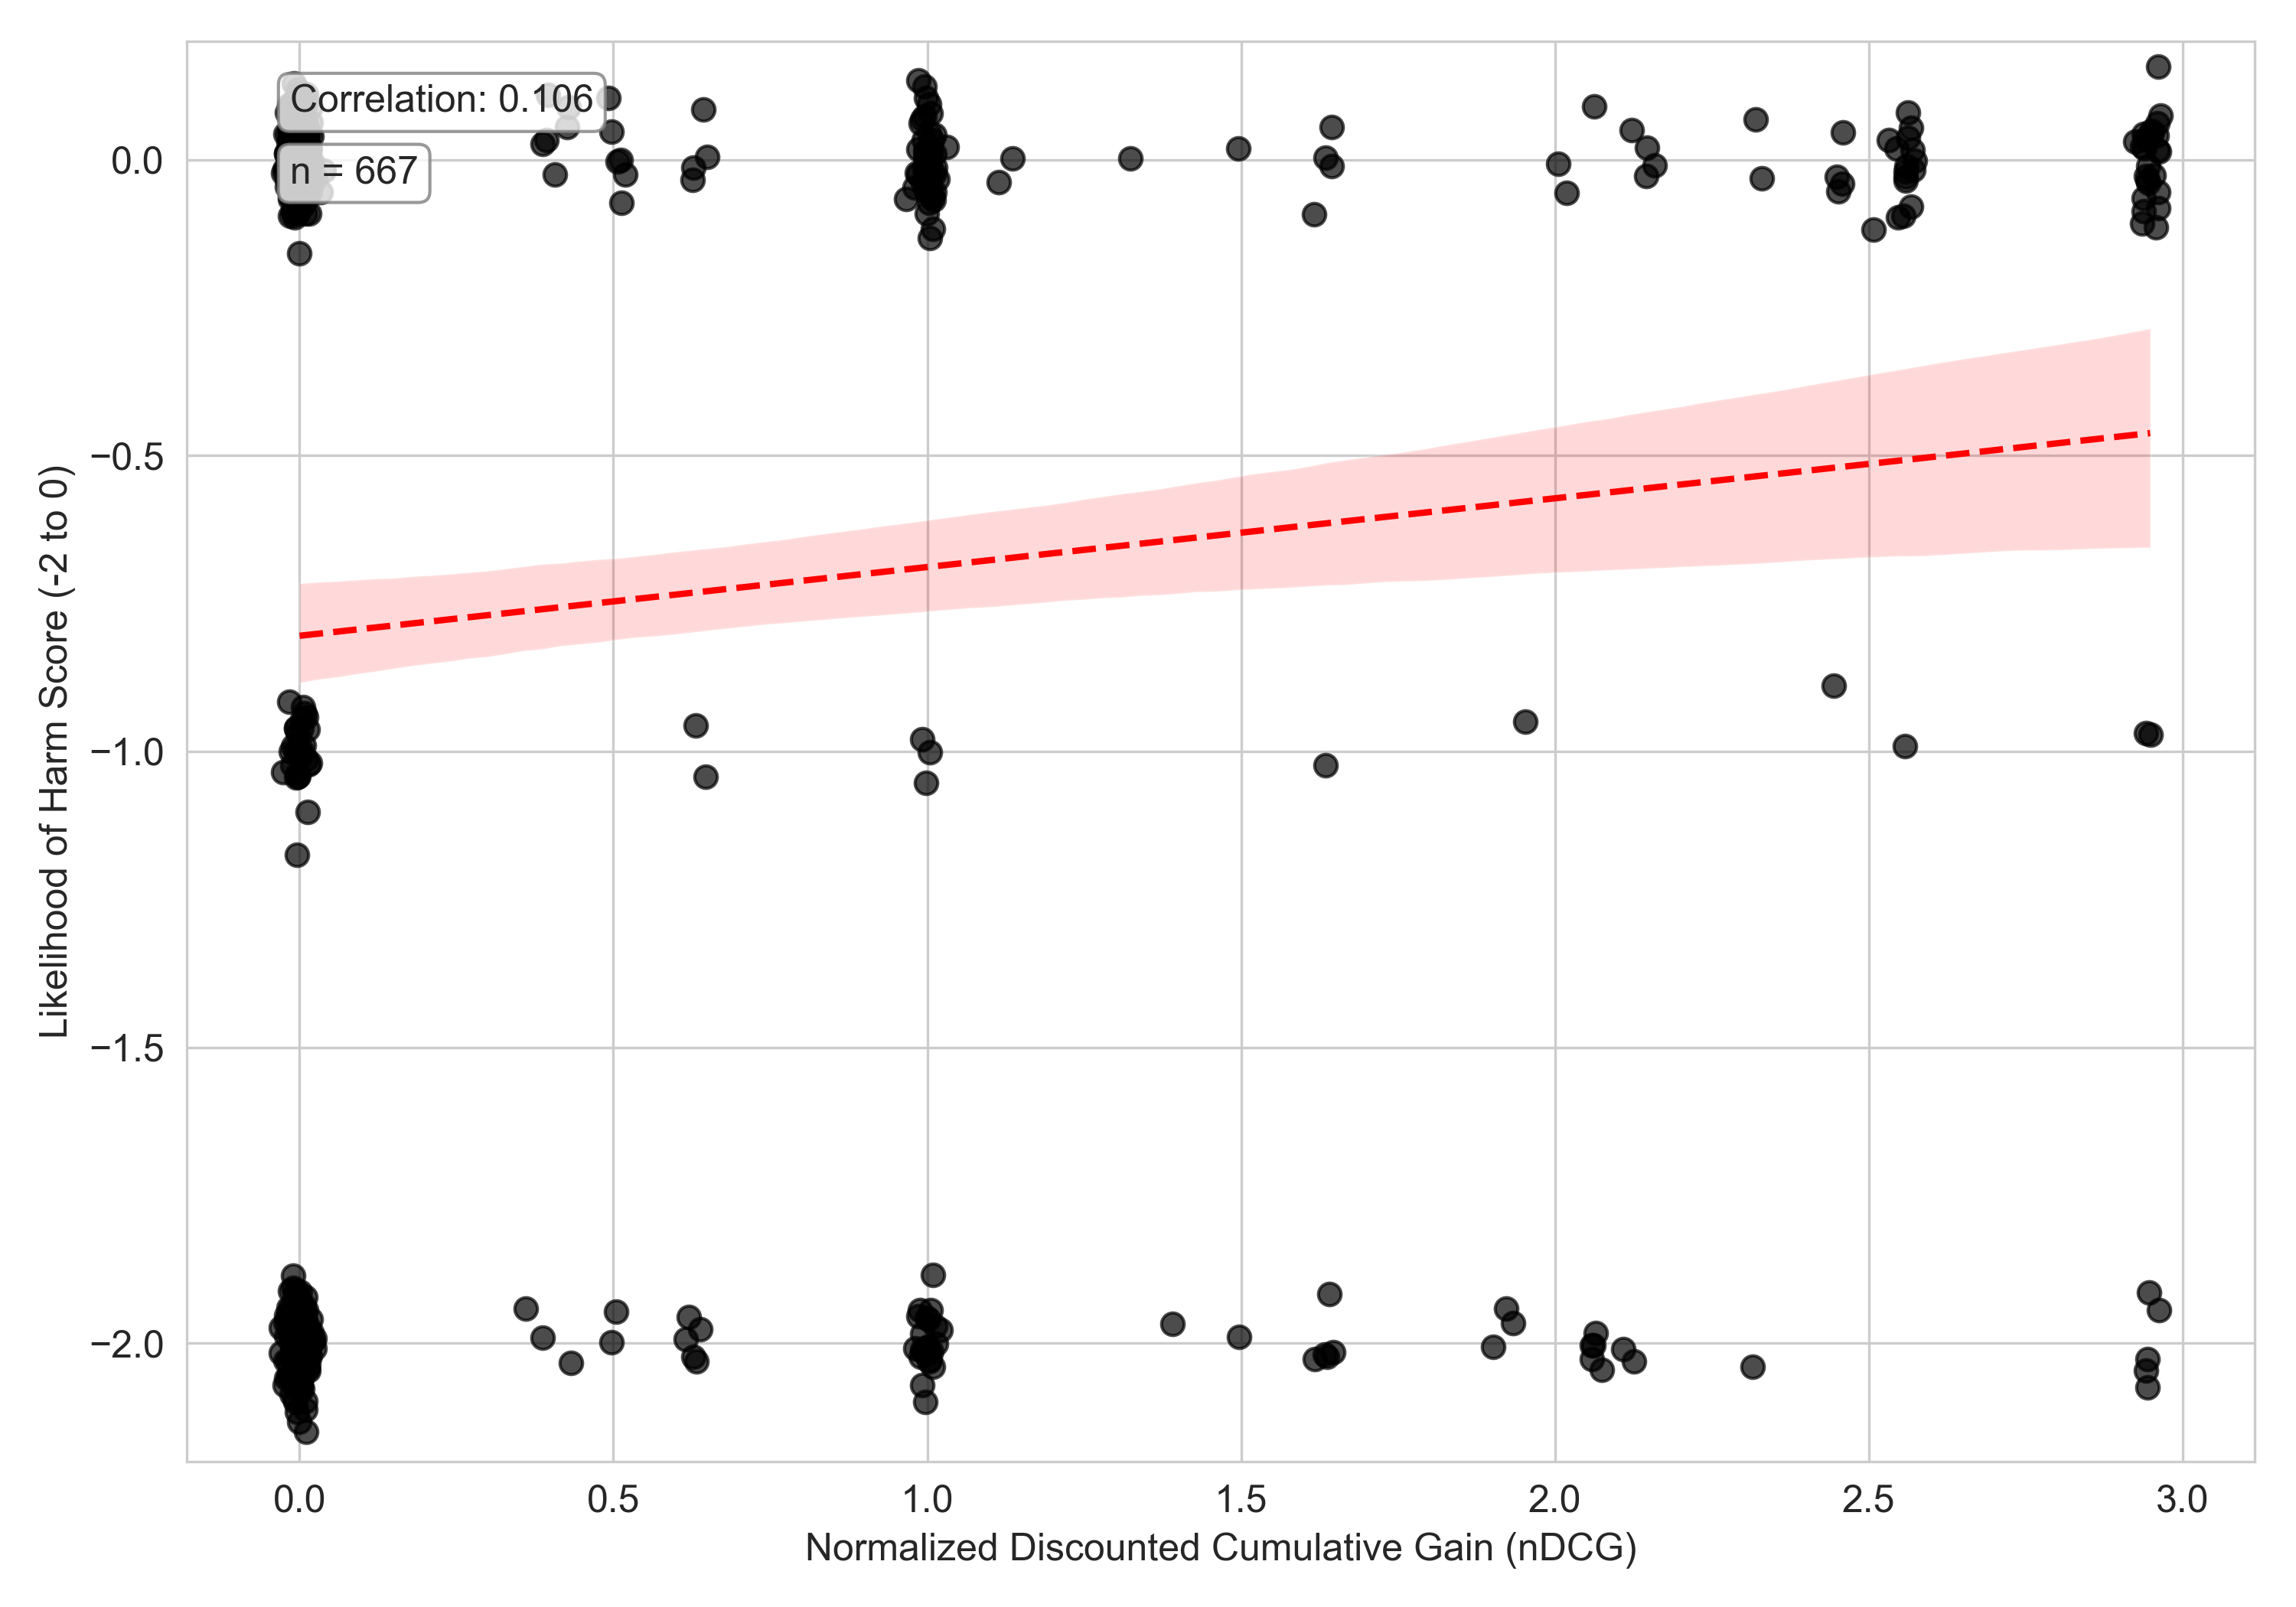 Correlation: 0.106
n = 667
0.0
−0.5
−1.0
−1.5
−2.0
Likelihood of Harm Score (-2 to 0)
0.0 0.5 1.0 1.5 2.0 2.5 3.0
Normalized Discounted Cumulative Gain (nDCG)